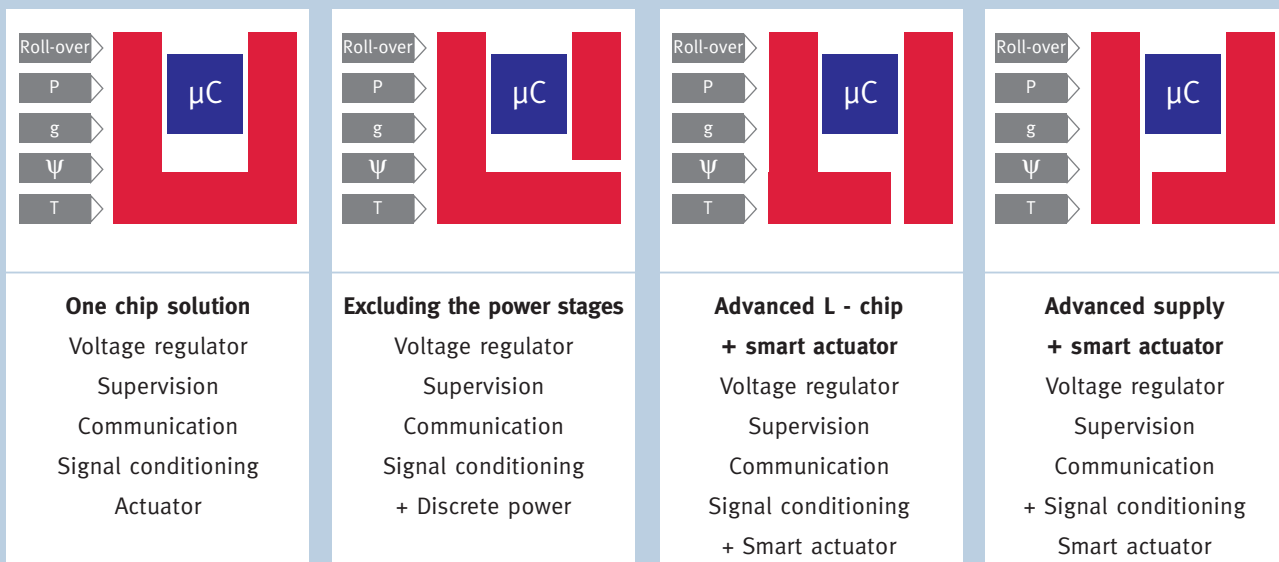 Roll-over
P
g
Ψ
T
μC
One chip solution
Voltage regulator
Supervision
Communication
Signal conditioning
Actuator
Roll-over
P
g
Ψ
T
μC
Excluding the power stages
Voltage regulator
Supervision
Communication
Signal conditioning
+ Discrete power
Roll-over
P
g
Ψ
T
μC
Advanced L - chip
+ smart actuator
Voltage regulator
Supervision
Communication
Signal conditioning
+ Smart actuator
Roll-over
P
g
Ψ
T
μC
Advanced supply
+ smart actuator
Voltage regulator
Supervision
Communication
+ Signal conditioning
Smart actuator